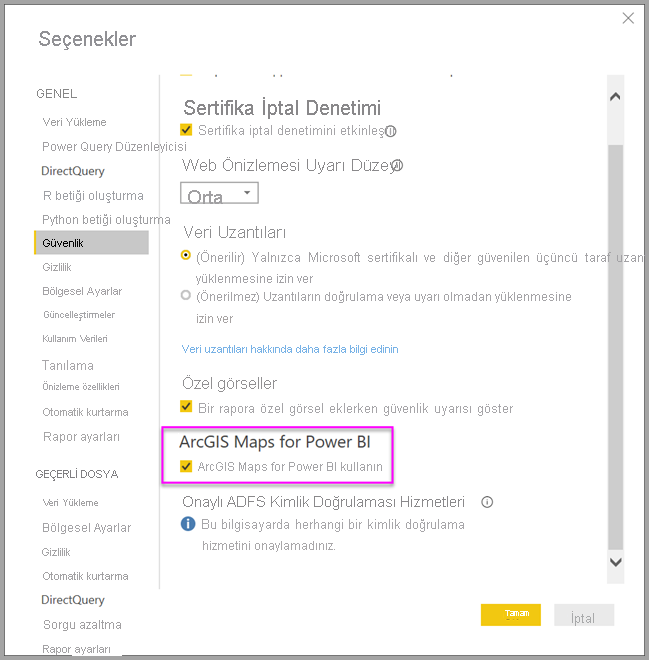 Seçenekler
GENEL
Veri Yükleme
Power Query Düzenleyicisi
DirectQuery
R betiği oluşturma
Python betiği oluşturma
Güvenlik
Gizlilik
Bölgesel Ayarlar
Güncelleştirmeler
Kullanım Verileri
Tanılama
Önizleme özellikleri
Otomatik kurtarma
Rapor ayarları
GEÇERLİ DOSYA
Veri Yükleme
Bölgesel Ayarlar
Gizlilik
Otomatik kurtarma
DirectQuery
Sorgu azaltma
Rapor ayarları
Sertifika İptal Denetimi
Sertifika iptal denetimini etkinleş
Web Önizlemesi Uyarı Düzey
Orta
Veri Uzantıları
(Önerilir) Yalnızca Microsoft sertifikalı ve diğer güvenilen üçüncü taraf uzan
yüklenmesine izin ver
(Önerilmez) Uzantıların doğrulama veya uyarı olmadan yüklenmesine
izin ver
Veri uzantıları hakkında daha fazla bilgi edinin
Özel görseller
Bir rapora özel görsel eklerken güvenlik uyarısı göster
ArcGIS Maps for Power BI
ArcGIS Maps for Power BI kullanın
Onaylı ADFS Kimlik Doğrulaması Hizmetleri
Bu bilgisayarda herhangi bir kimlik doğrulama
hizmetini onaylamadınız.
Tamam
İptal